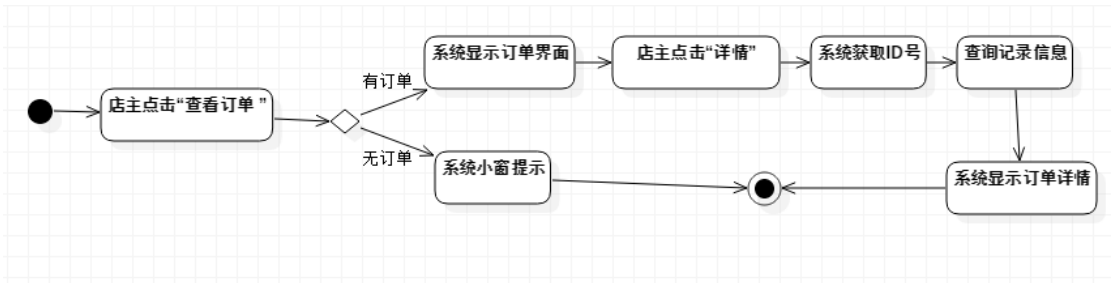 系统显示订单界面
店主点击“详情”
系统获取ID号
查询记录信息
有订单
店主点击“查看订单 ”
无订单
系统小窗提示
系统显示订单详情